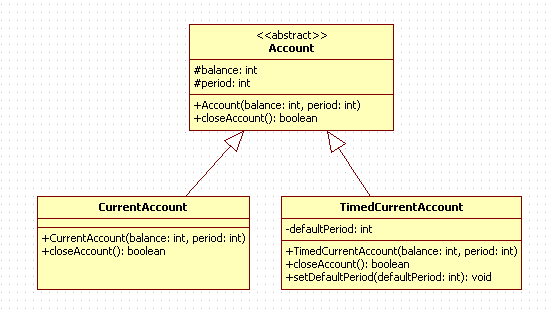 <<abstract>>
Account
#balance: int
#period: int
+Account(balance: int, period: int)
+closeAccount(): boolean
CurrentAccount
+CurrentAccount(balance: int, period: int)
+closeAccount(): boolean
TimedCurrentAccount
-defaultPeriod: int
+TimedCurrentAccount(balance: int, period: int)
+closeAccount(): boolean
+setDefaultPeriod(defaultPeriod: int): void